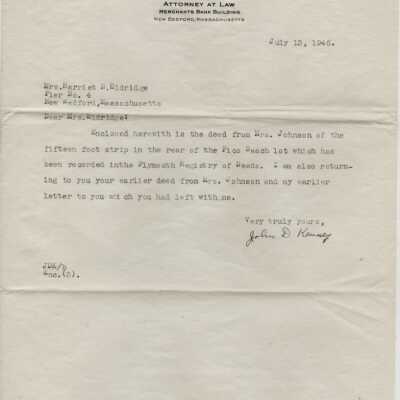 ATTORNEY AT LAW
MERCHANTS BANK BUILDING
NEW BEDFORD, MASSACHUSETTS
July 13, 1946.
Mrs. Harriet B. Eldridge
Pier No. 4
New Bedford, Massachusetts
Dear Mrs. Eldridge:
Enclosed herewith is the deed from Mrs. Johnson of the
fifteen foot strip in the rear of the Pico Beach lot which has
been recorded inthe Plymouth Registry of Deeds. I am also return-
ing to you your earlier deed from Mrs. Johnson and my earlier
letter to you which you had left with me.
Very truly yours,
John D Kenney
JDK/
Enc.(3).